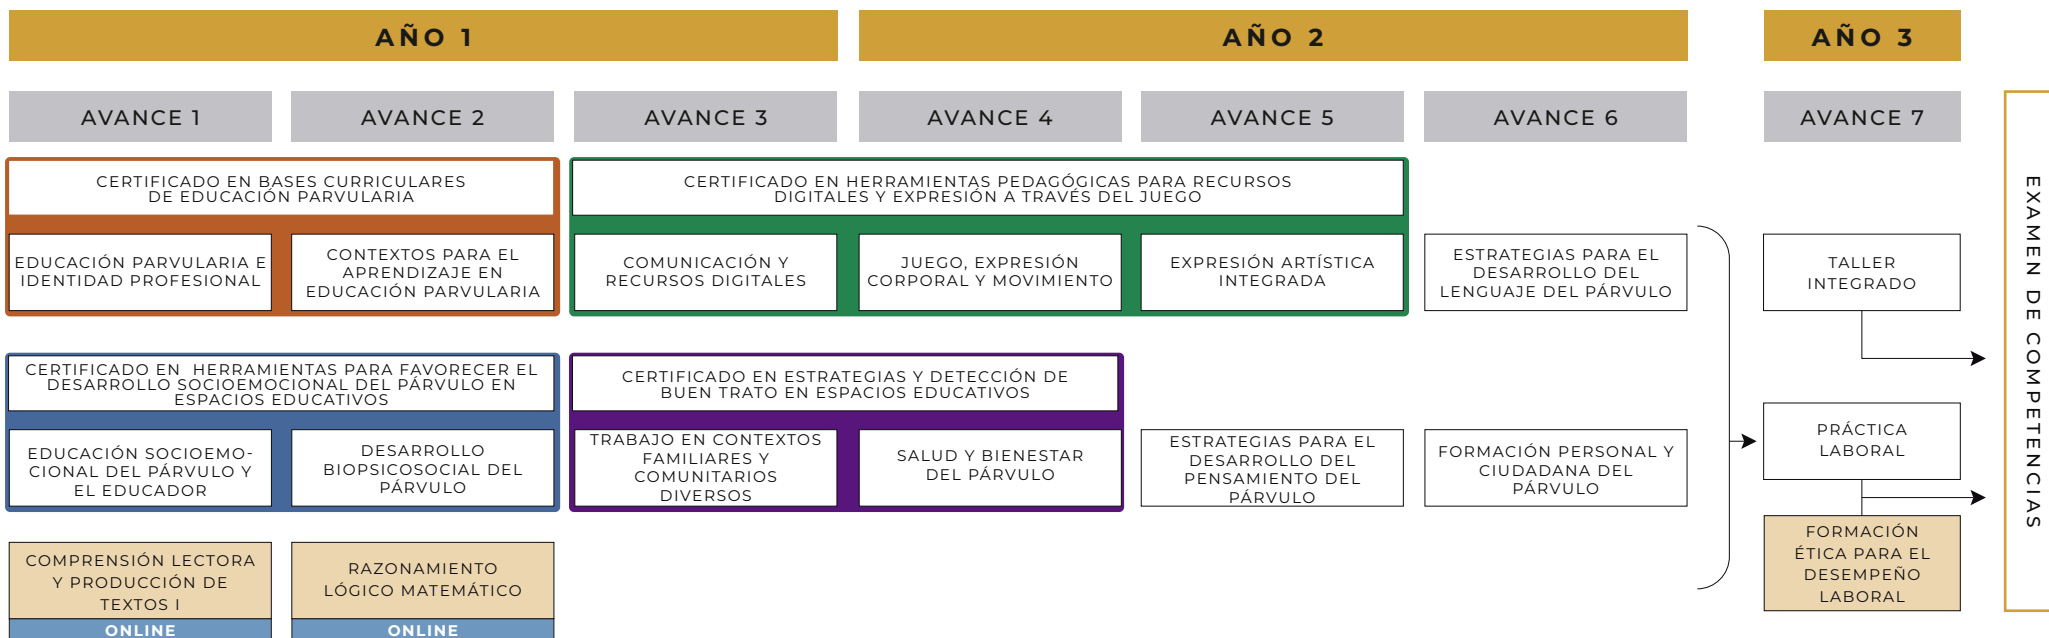 AÑO 1
AÑO 2
AÑO 3
AVANCE 1
AVANCE 2
AVANCE 3
AVANCE 4
AVANCE 5
AVANCE 6
AVANCE 7
CERTIFICADO EN BASES CURRICULARES
DE EDUCACIÓN PARVULARIA
CERTIFICADO EN HERRAMIENTAS PEDAGÓGICAS PARA RECURSOS
DIGITALES Y EXPRESIÓN A TRAVÉS DEL JUEGO
EDUCACIÓN PARVULARIA E
IDENTIDAD PROFESIONAL
CONTEXTOS PARA EL
APRENDIZAJE EN
EDUCACIÓN PARVULARIA
COMUNICACIÓN Y
RECURSOS DIGITALES
JUEGO, EXPRESIÓN
CORPORAL Y MOVIMIENTO
EXPRESIÓN ARTÍSTICA
INTEGRADA
ESTRATEGIAS PARA EL
DESARROLLO DEL
LENGUAJE DEL PÁRVULO
TALLER
INTEGRADO
CERTIFICADO EN HERRAMIENTAS PARA FAVORECER EL
DESARROLLO SOCIOEMOCIONAL DEL PÁRVULO EN
ESPACIOS EDUCATIVOS
CERTIFICADO EN ESTRATEGIAS Y DETECCIÓN DE
BUEN TRATO EN ESPACIOS EDUCATIVOS
EDUCACIÓN SOCIOEMO-
CIONAL DEL PÁRVULO Y
EL EDUCADOR
DESARROLLO
BIOPSICOSOCIAL DEL
PÁRVULO
TRABAJO EN CONTEXTOS
FAMILIARES Y
COMUNITARIOS
DIVERSOS
SALUD Y BIENESTAR
DEL PÁRVULO
ESTRATEGIAS PARA EL
DESARROLLO DEL
PENSAMIENTO DEL
PÁRVULO
FORMACIÓN PERSONAL Y
CIUDADANA DEL
PÁRVULO
PRÁCTICA
LABORAL
COMPRENSIÓN LECTORA
Y PRODUCCIÓN DE
TEXTOS I
ONLINE
RAZONAMIENTO
LÓGICO MATEMÁTICO
ONLINE
FORMACIÓN
ÉTICA PARA EL
DESEMPEÑO
LABORAL
EXAMEN DE COMPETENCIAS